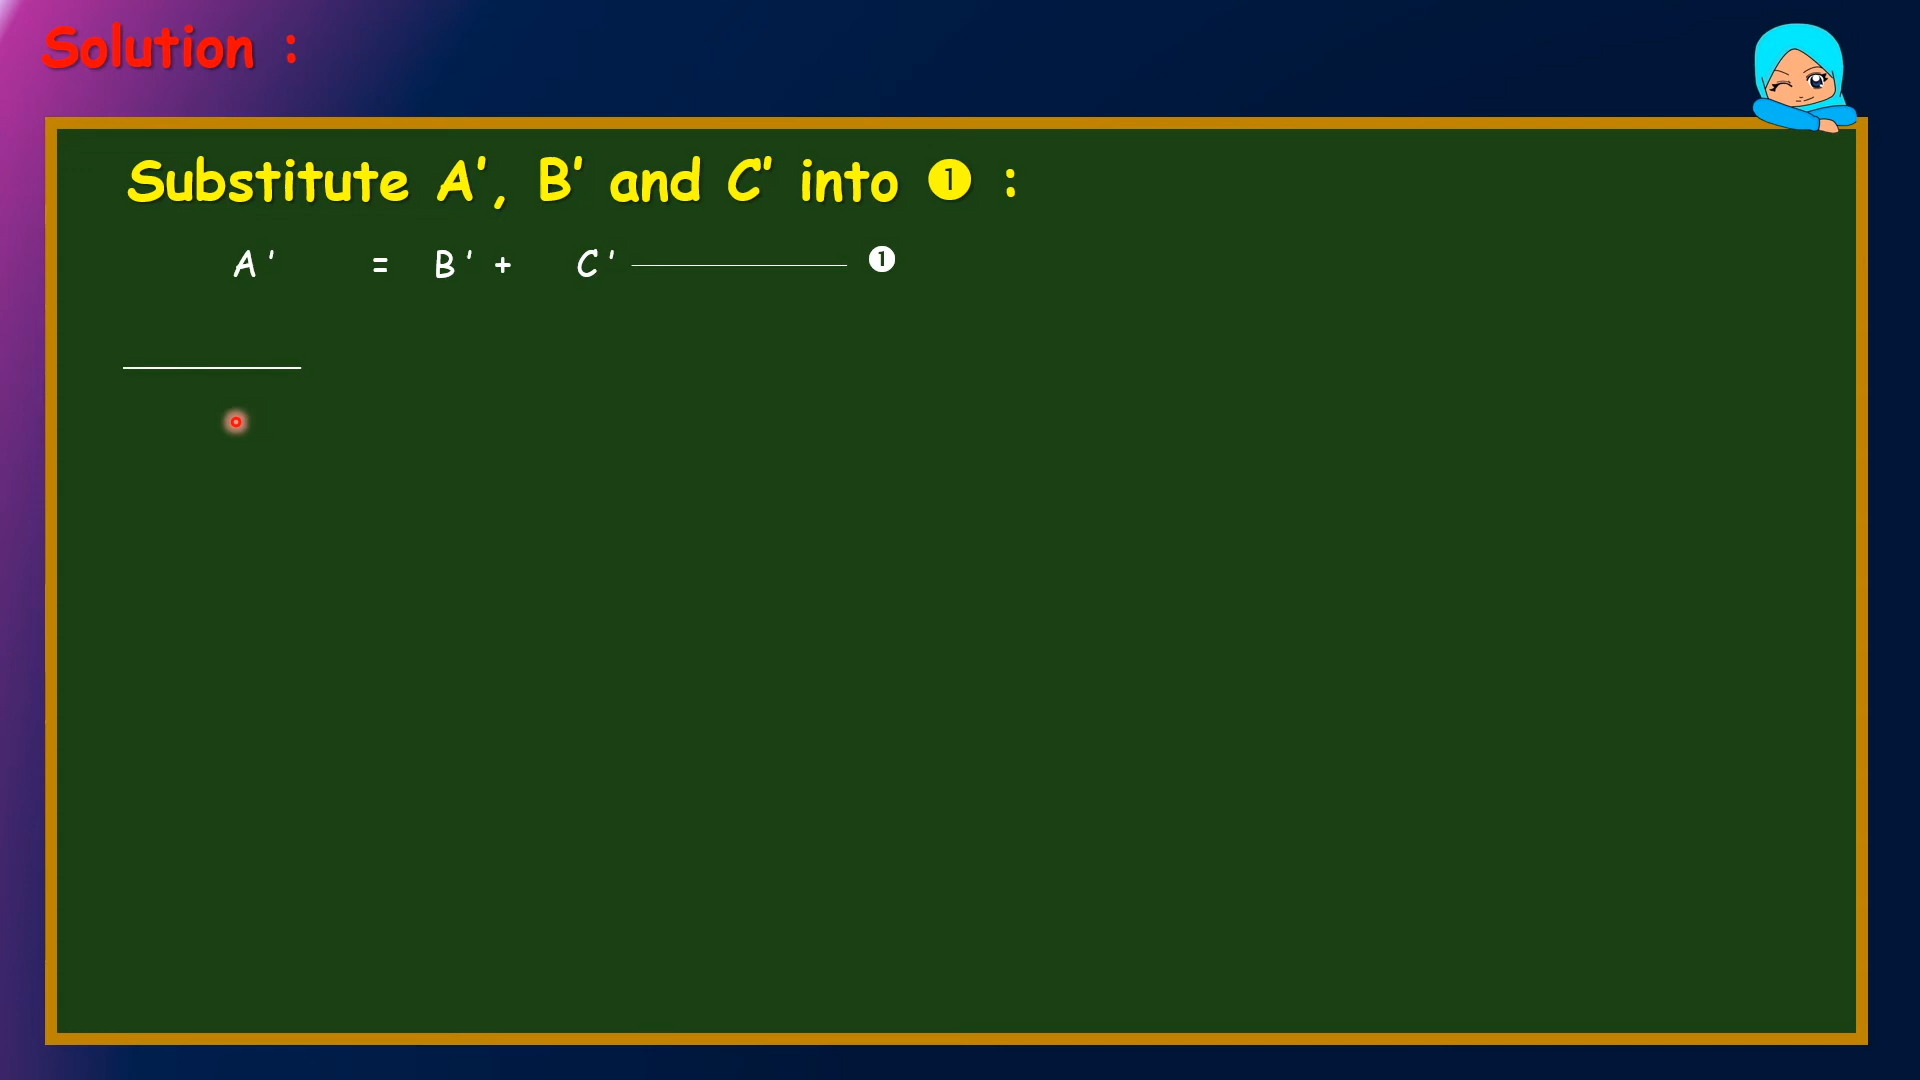 Solution :
Substitute A′, B′ and C′ into ❶ :
A ′ = B ′ + C ′ ———— ❶